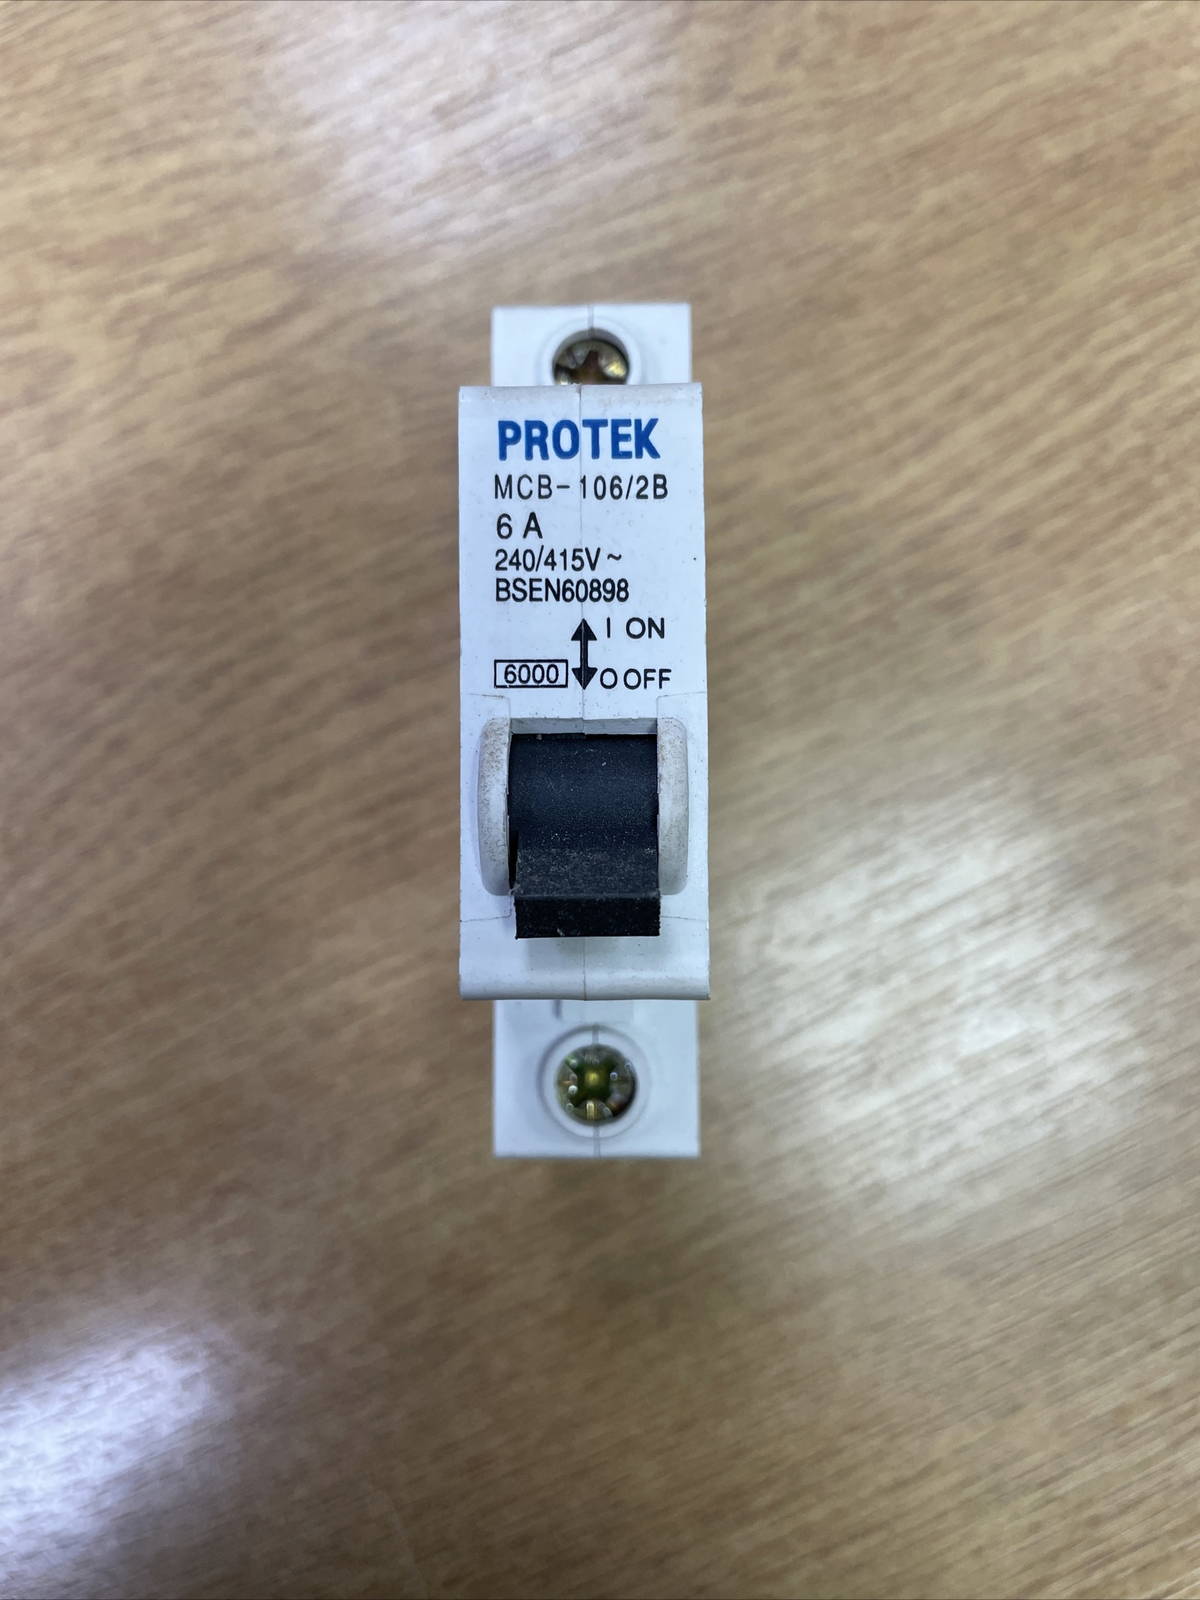 PROTEK
MCB-106/2B
6 A
240/415V~
BSEN60898
I ON
6000 O OFF